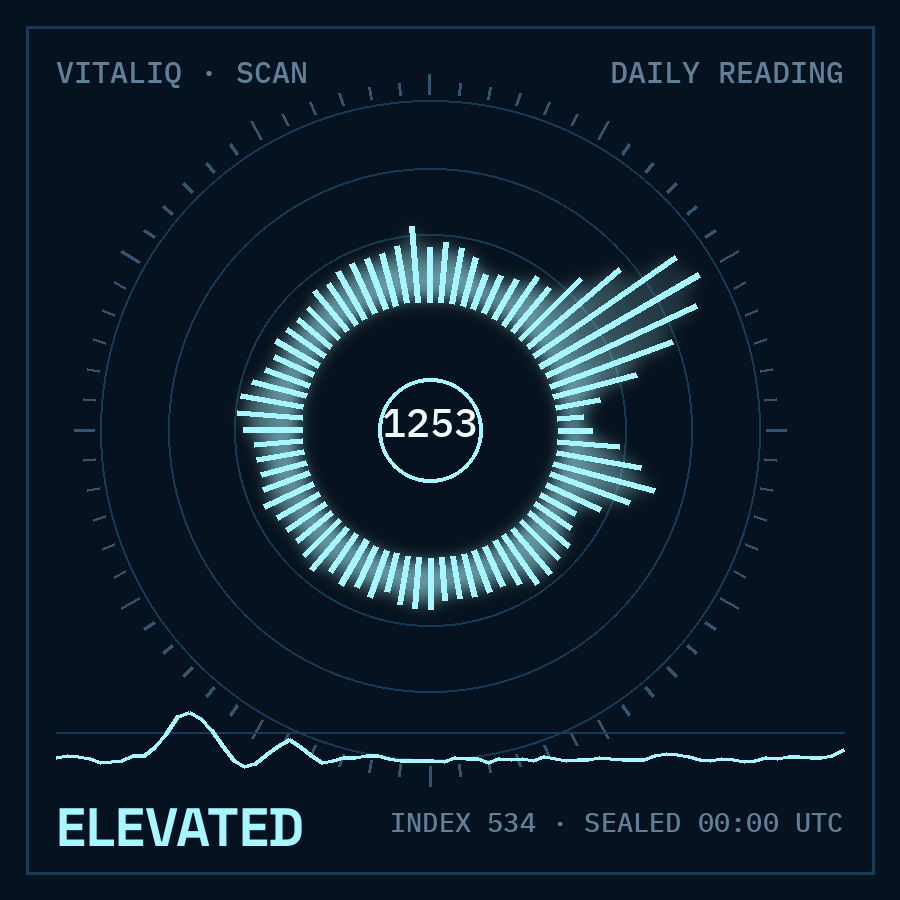 VITALIQ · SCAN
DAILY READING
1253
ELEVATED
INDEX 534 · SEALED 00:00 UTC